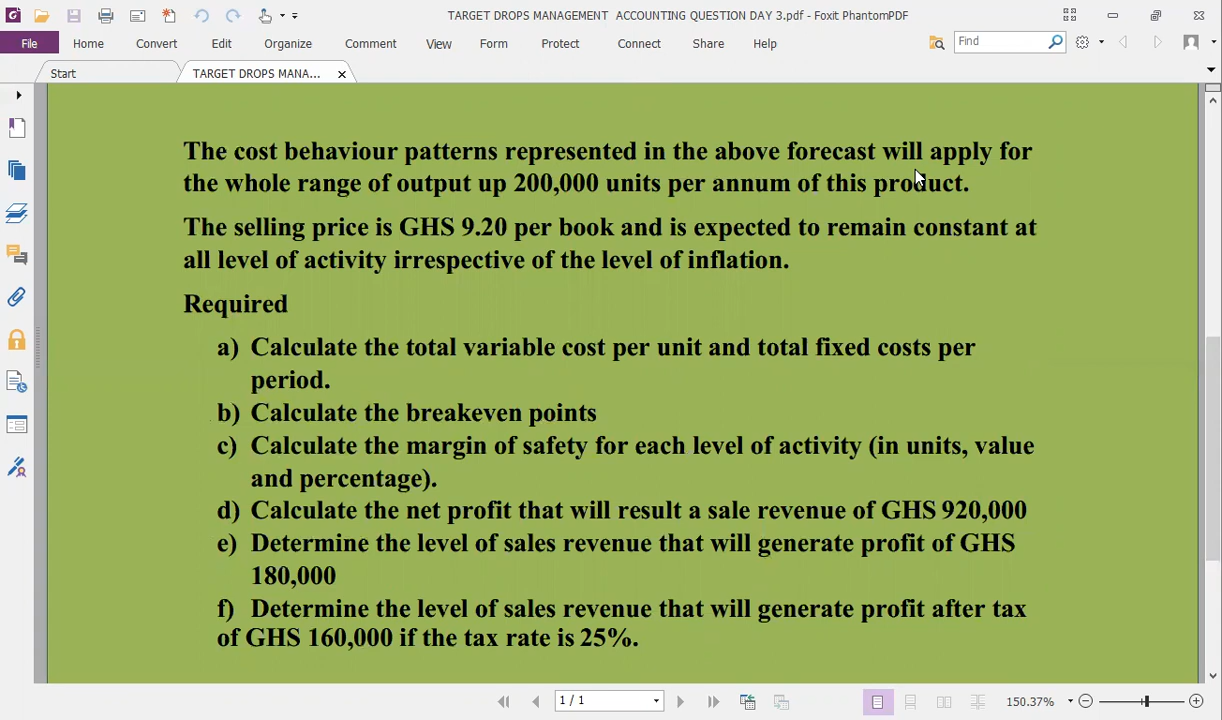 TARGET DROPS MANAGEMENT ACCOUNTING QUESTION DAY 3.pdf - Foxit PhantomPDF
File Home Convert Edit Organize Comment View Form Protect Connect Share Help Find
Start TARGET DROPS MANA...
The cost behaviour patterns represented in the above forecast will apply for
the whole range of output up 200,000 units per annum of this product.
The selling price is GHS 9.20 per book and is expected to remain constant at
all level of activity irrespective of the level of inflation.
Required
a) Calculate the total variable cost per unit and total fixed costs per
period.
b) Calculate the breakeven points
c) Calculate the margin of safety for each level of activity (in units, value
and percentage).
d) Calculate the net profit that will result a sale revenue of GHS 920,000
e) Determine the level of sales revenue that will generate profit of GHS
180,000
f) Determine the level of sales revenue that will generate profit after tax
of GHS 160,000 if the tax rate is 25%.
1 / 1 150.37%